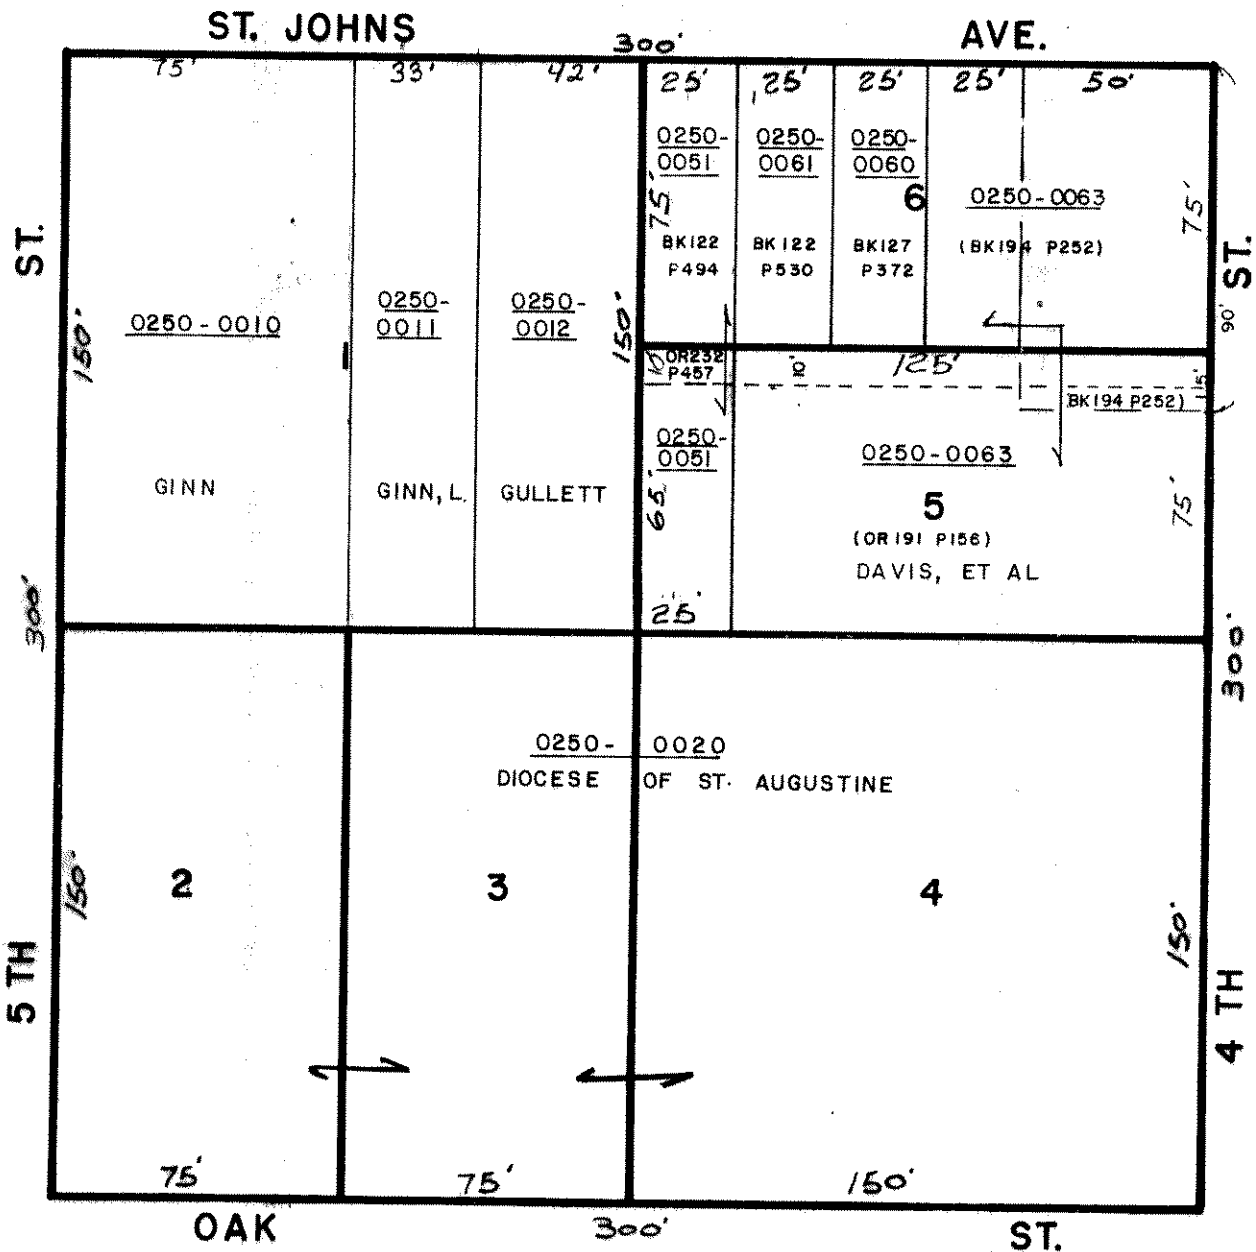 ST. JOHNS AVE.
300'
75' 33' 42' 25' 25' 25' 25' 50'
0250-
0051
0250-
0061
0250-
0060
6
0250-0063
75'
75'
BK122
P494
BK122
P530
BK127
P372
(BK194 P252)
ST.
ST.
90'
150'
0250-0010
0250-
0011
0250-
0012
150'
10'
OR232
P457
10'
125'
15'
BK194 P252)
0250-
0051
0250-0063
GINN
GINN, L.
GULLETT
65'
5
75'
(OR191 P156)
DAVIS, ET AL
25'
300'
300'
0250-0020
DIOCESE OF ST. AUGUSTINE
150'
2
1
3
4
150'
5 TH
4 TH
75' 75' 150'
OAK 300' ST.